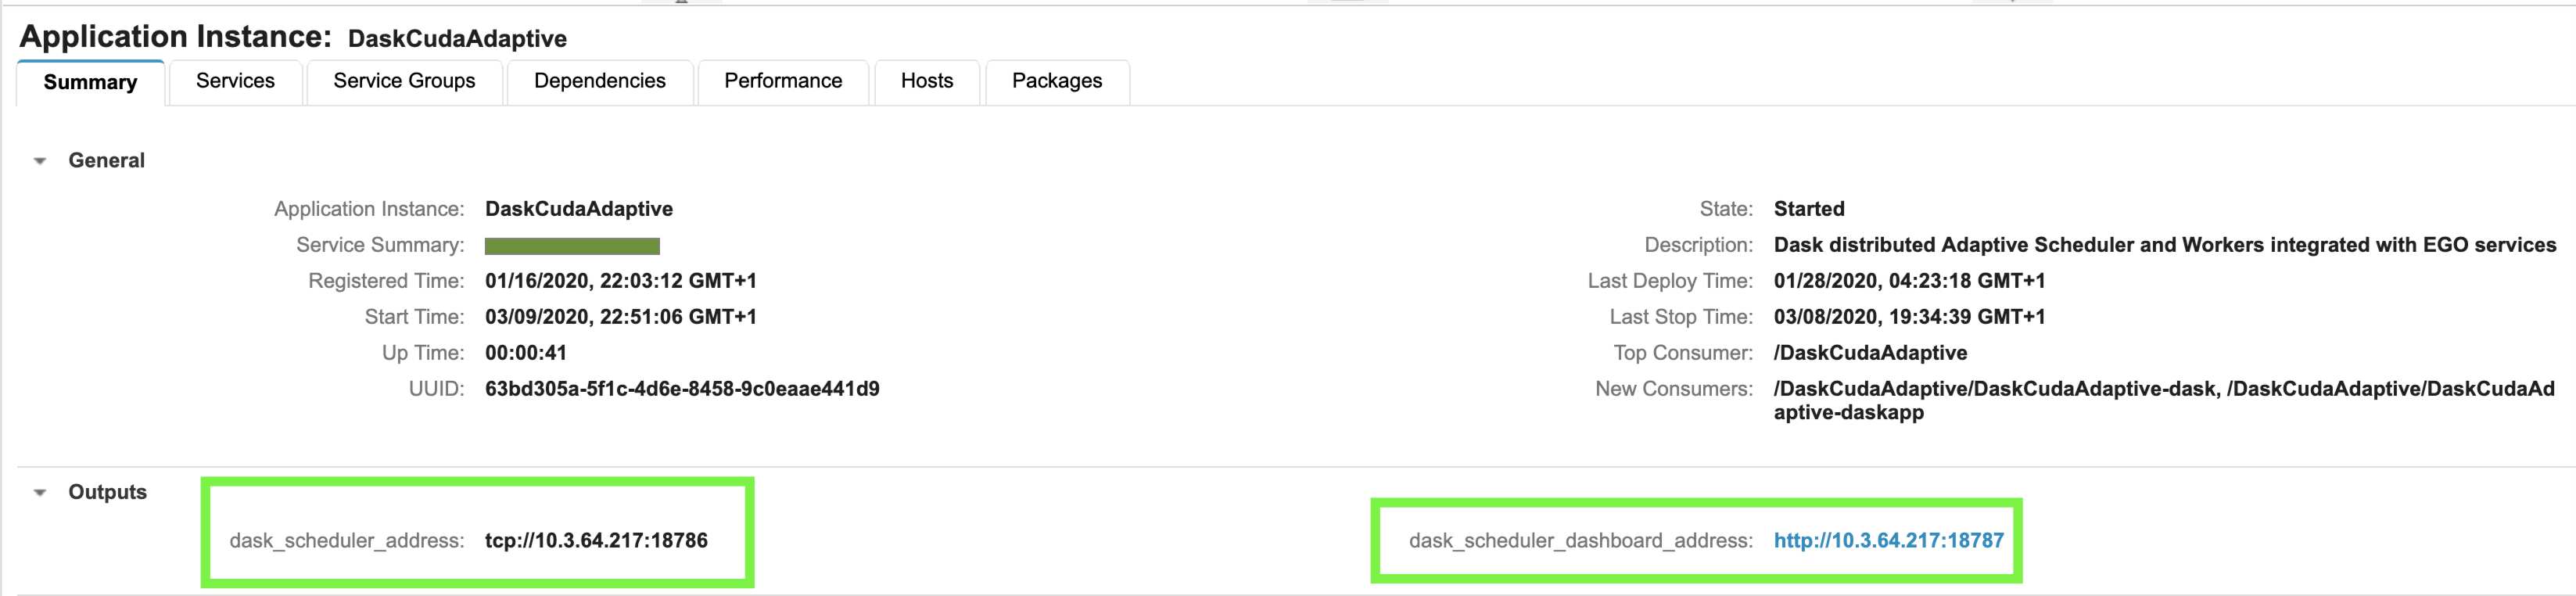 Application Instance: DaskCudaAdaptive
Summary Services Service Groups Dependencies Performance Hosts Packages
General
Application Instance: DaskCudaAdaptive
Service Summary:
Registered Time: 01/16/2020, 22:03:12 GMT+1
Start Time: 03/09/2020, 22:51:06 GMT+1
Up Time: 00:00:41
UUID: 63bd305a-5f1c-4d6e-8458-9c0eaae441d9
State: Started
Description: Dask distributed Adaptive Scheduler and Workers integrated with EGO services
Last Deploy Time: 01/28/2020, 04:23:18 GMT+1
Last Stop Time: 03/08/2020, 19:34:39 GMT+1
Top Consumer: /DaskCudaAdaptive
New Consumers: /DaskCudaAdaptive/DaskCudaAdaptive-dask, /DaskCudaAdaptive/DaskCudaAd
aptive-daskapp
Outputs
dask_scheduler_address: tcp://10.3.64.217:18786
dask_scheduler_dashboard_address: http://10.3.64.217:18787